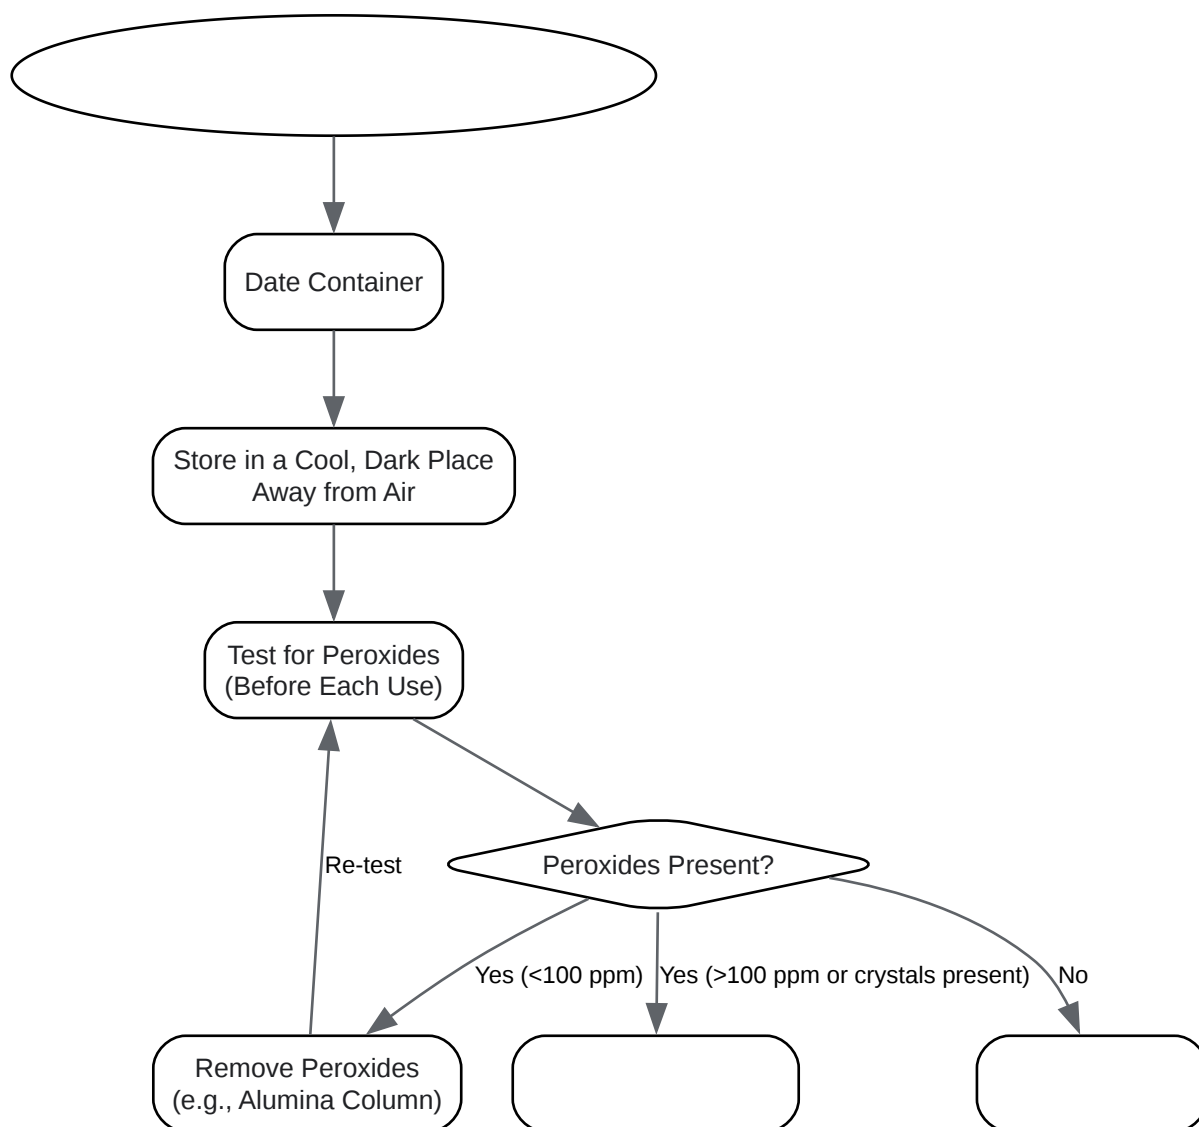 Date Container
Store in a Cool, Dark Place
Away from Air
Test for Peroxides
(Before Each Use)
Peroxides Present?
Re-test
Yes (<100 ppm)
Yes (>100 ppm or crystals present)
No
Remove Peroxides
(e.g., Alumina Column)